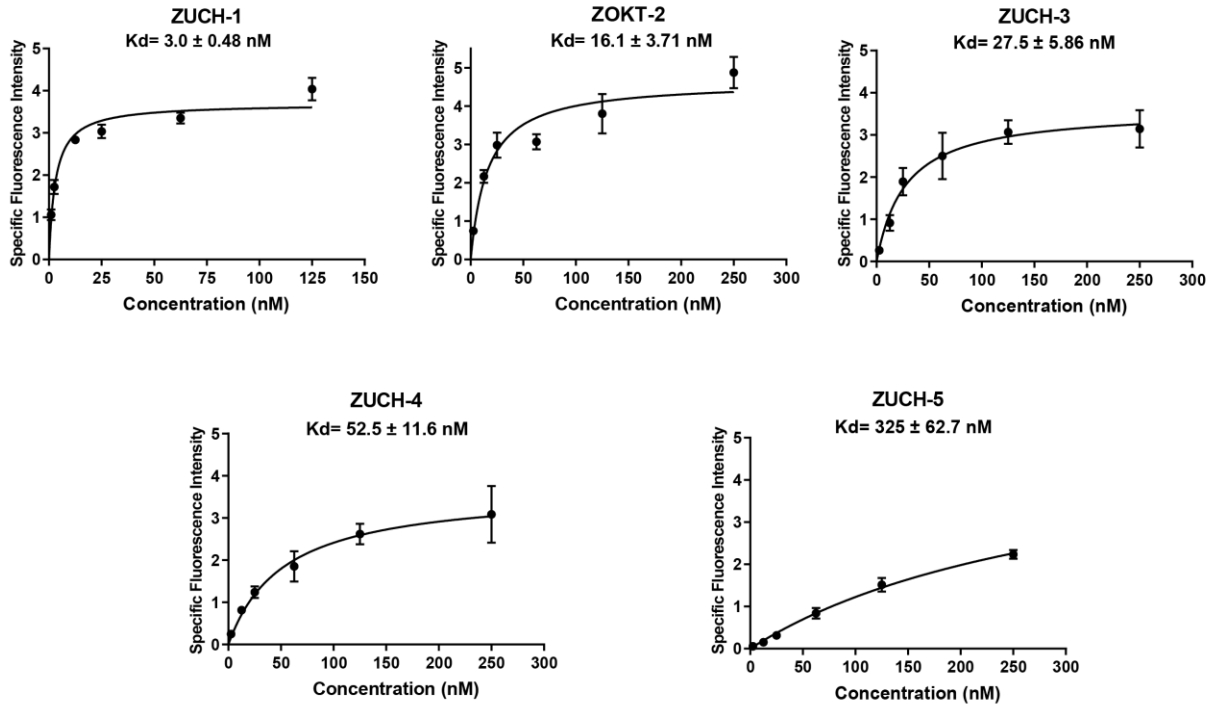 ZUCH-1
Kd= 3.0 ± 0.48 nM
Specific Fluorescence Intensity
5
4
3
2
1
0
0 25 50 75 100 125 150
Concentration (nM)
ZOKT-2
Kd= 16.1 ± 3.71 nM
Specific Fluorescence Intensity
5
4
3
2
1
0
0 50 100 150 200 250 300
Concentration (nM)
ZUCH-3
Kd= 27.5 ± 5.86 nM
Specific Fluorescence Intensity
5
4
3
2
1
0
0 50 100 150 200 250 300
Concentration (nM)
ZUCH-4
Kd= 52.5 ± 11.6 nM
Specific Fluorescence Intensity
5
4
3
2
1
0
0 50 100 150 200 250 300
Concentration (nM)
ZUCH-5
Kd= 325 ± 62.7 nM
Specific Fluorescence Intensity
5
4
3
2
1
0
0 50 100 150 200 250 300
Concentration (nM)